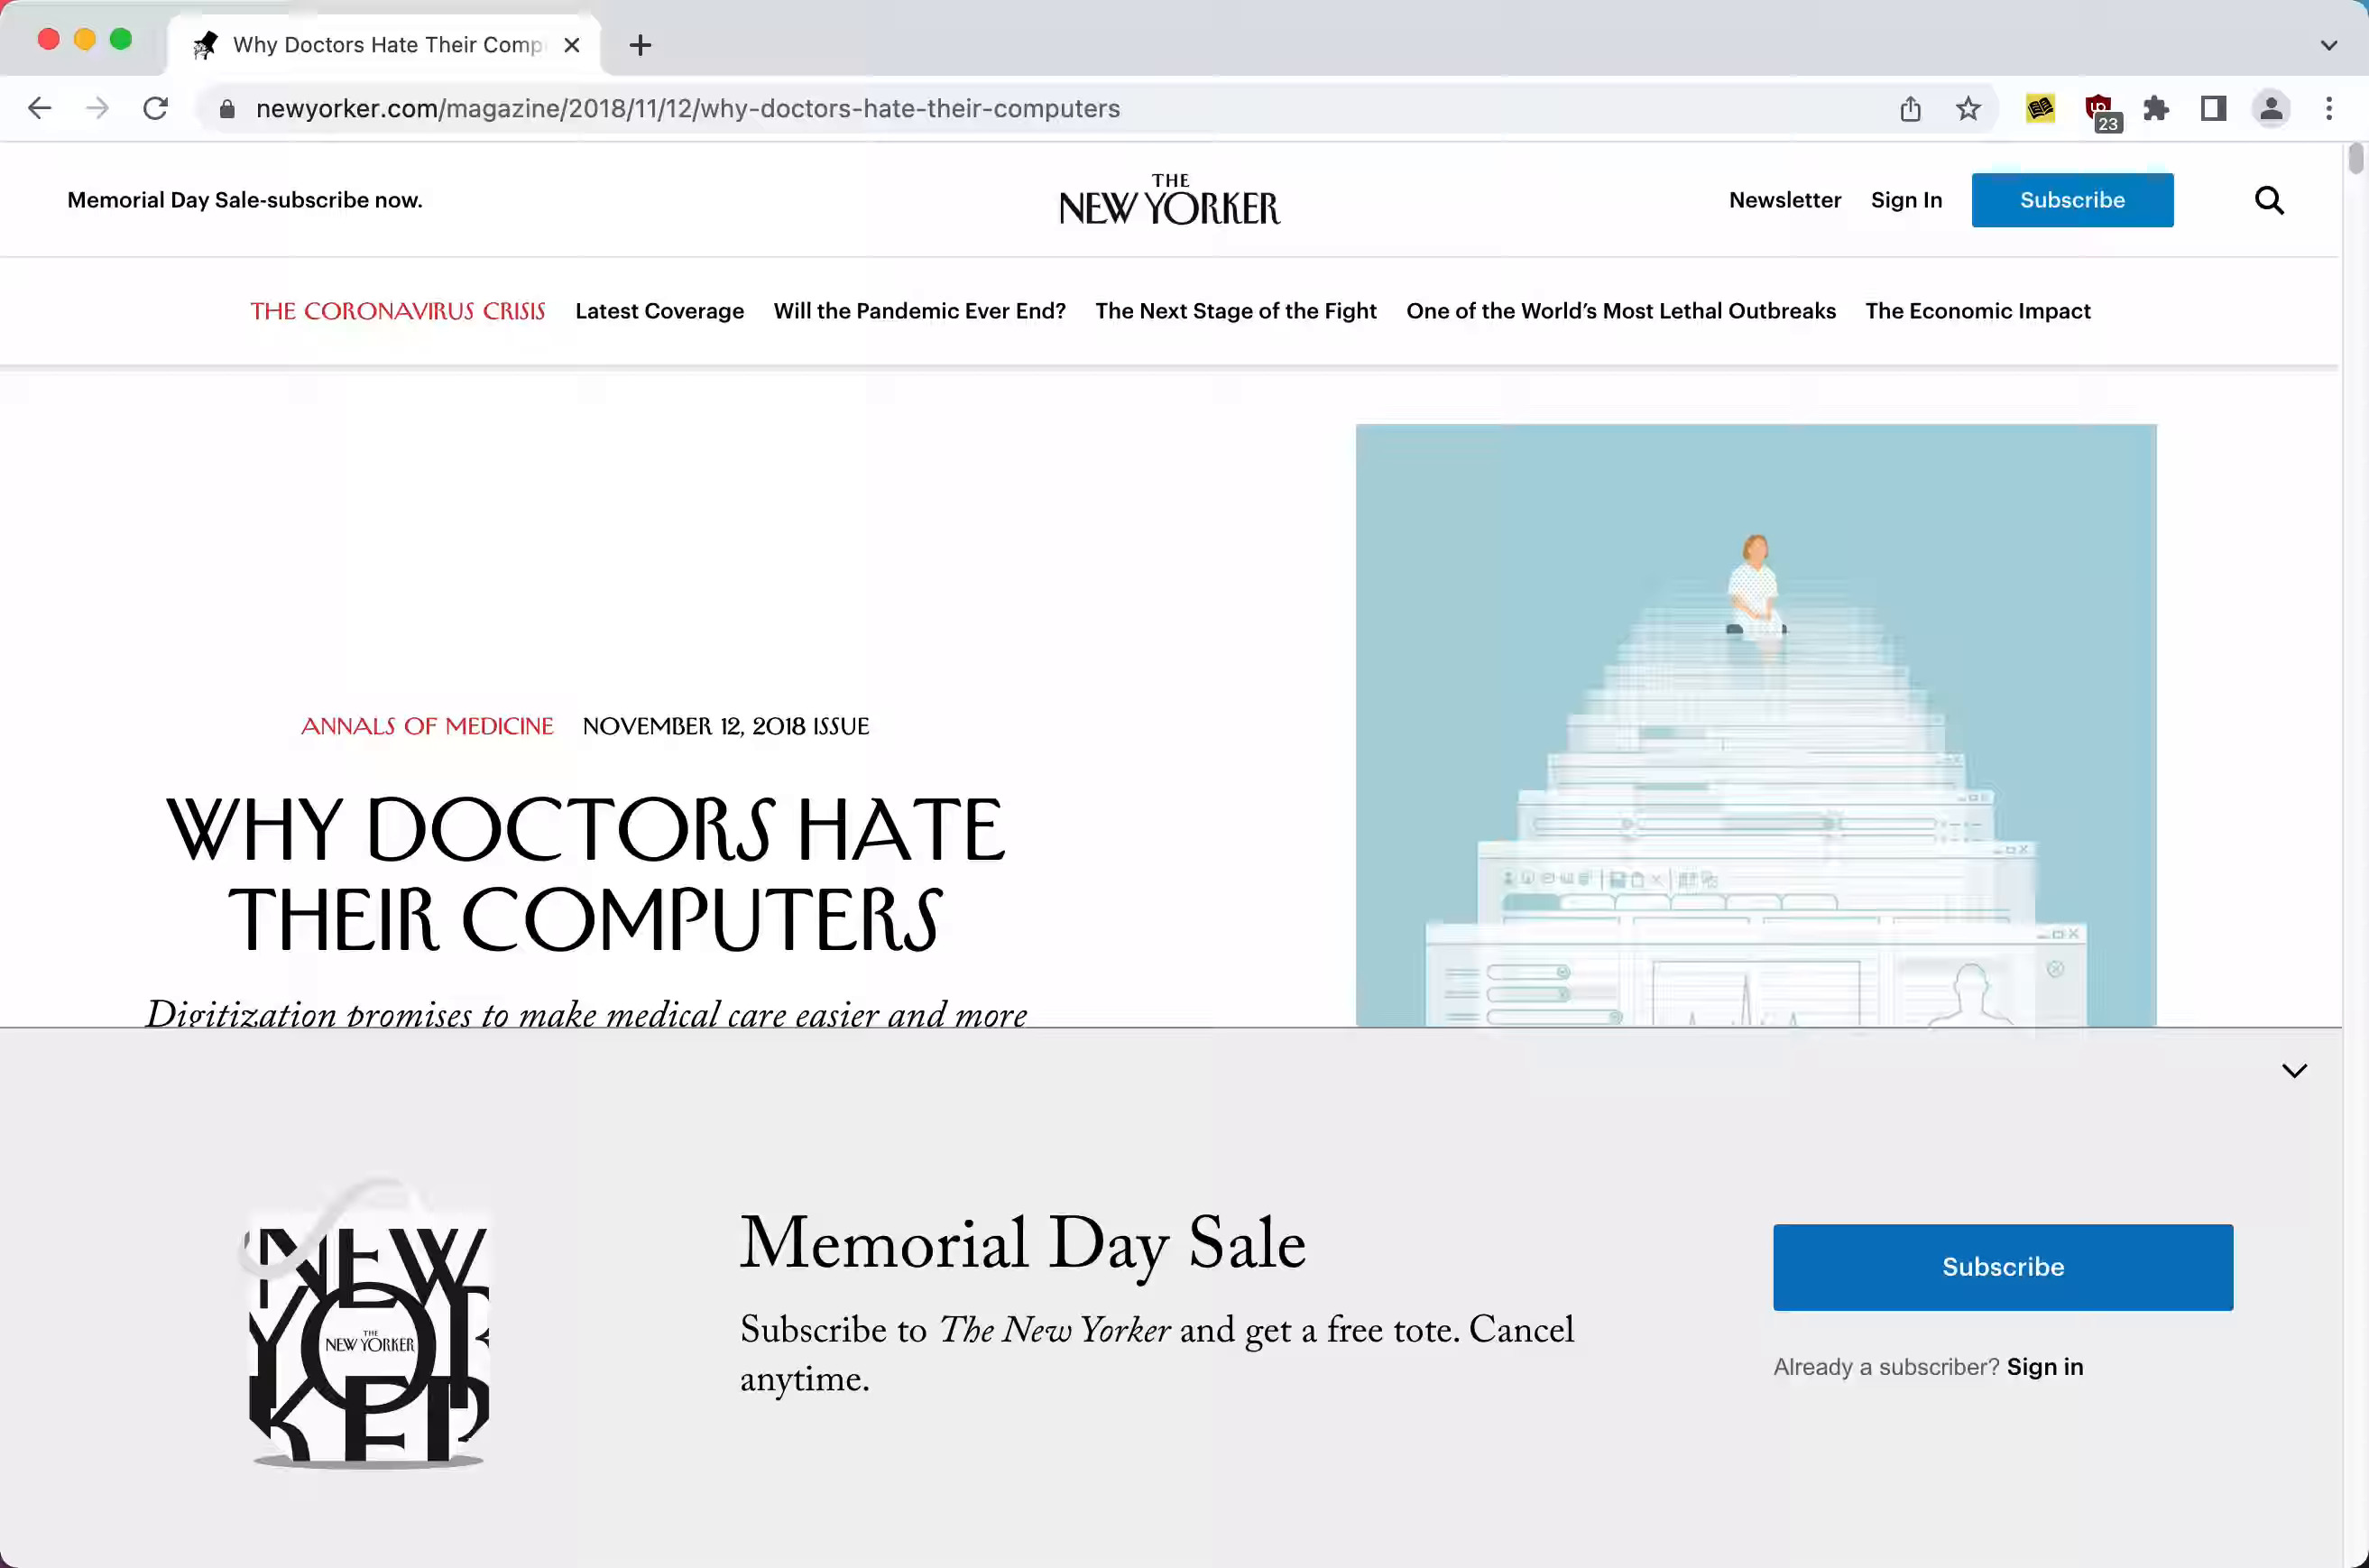 Why Doctors Hate Their Comp
newyorker.com/magazine/2018/11/12/why-doctors-hate-their-computers
23
Memorial Day Sale-subscribe now.
THE
NEW YORKER
Newsletter
Sign In
Subscribe
THE CORONAVIRUS CRISIS
Latest Coverage
Will the Pandemic Ever End?
The Next Stage of the Fight
One of the World’s Most Lethal Outbreaks
The Economic Impact
ANNALS OF MEDICINE
NOVEMBER 12, 2018 ISSUE
WHY DOCTORS HATE
THEIR COMPUTERS
Digitization promises to make medical care easier and more
NEW
YOR
KER
THE
NEW YORKER
Memorial Day Sale
Subscribe to The New Yorker and get a free tote. Cancel
anytime.
Subscribe
Already a subscriber? Sign in